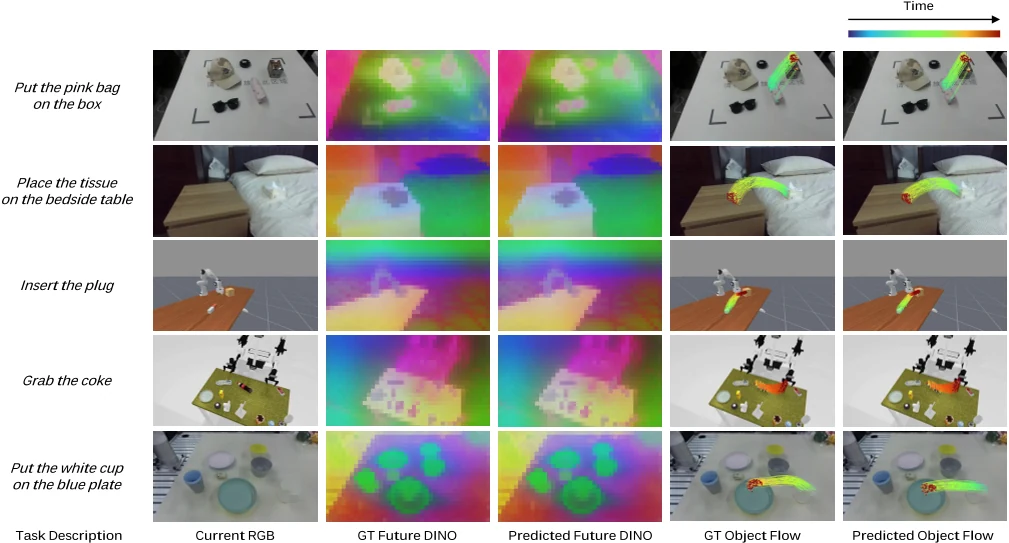 Time
Put the pink bag
on the box
Place the tissue
on the bedside table
Insert the plug
Grab the coke
Put the white cup
on the blue plate
Task Description
Current RGB
GT Future DINO
Predicted Future DINO
GT Object Flow
Predicted Object Flow